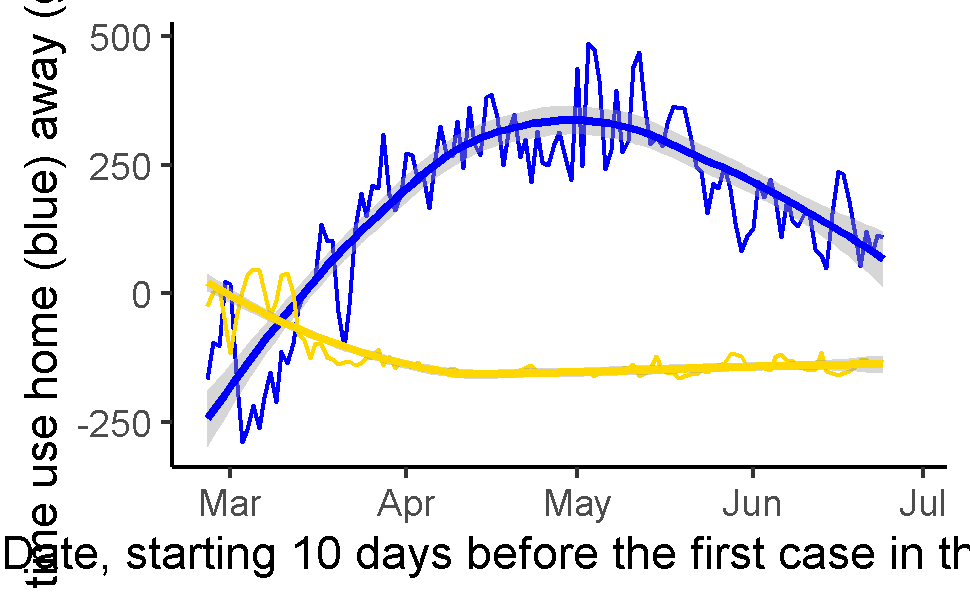 time use home (blue) away (
500
250
0
-250
Mar Apr May Jun Jul
Date, starting 10 days before the first case in th